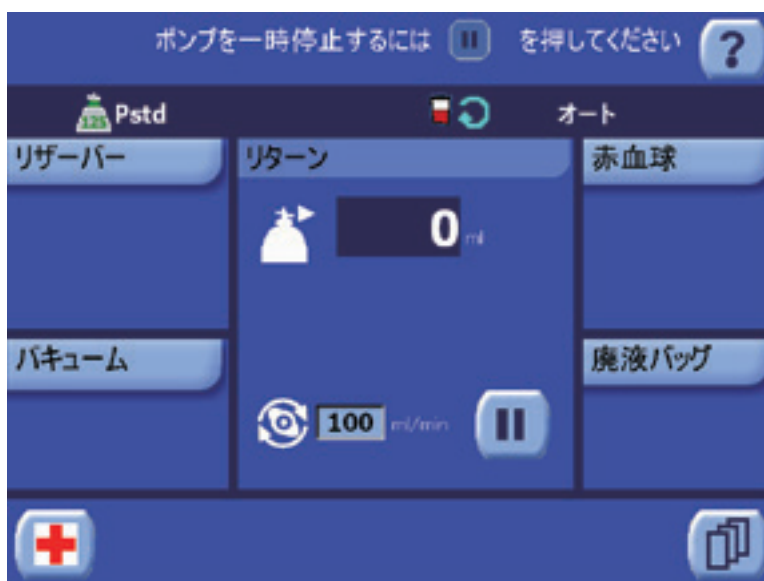 ポンプを一時停止するには を押してください ?
125 Pstd オート
リザーバー リターン 赤血球
0 ml
バキューム 廃液バッグ
100 ml/min